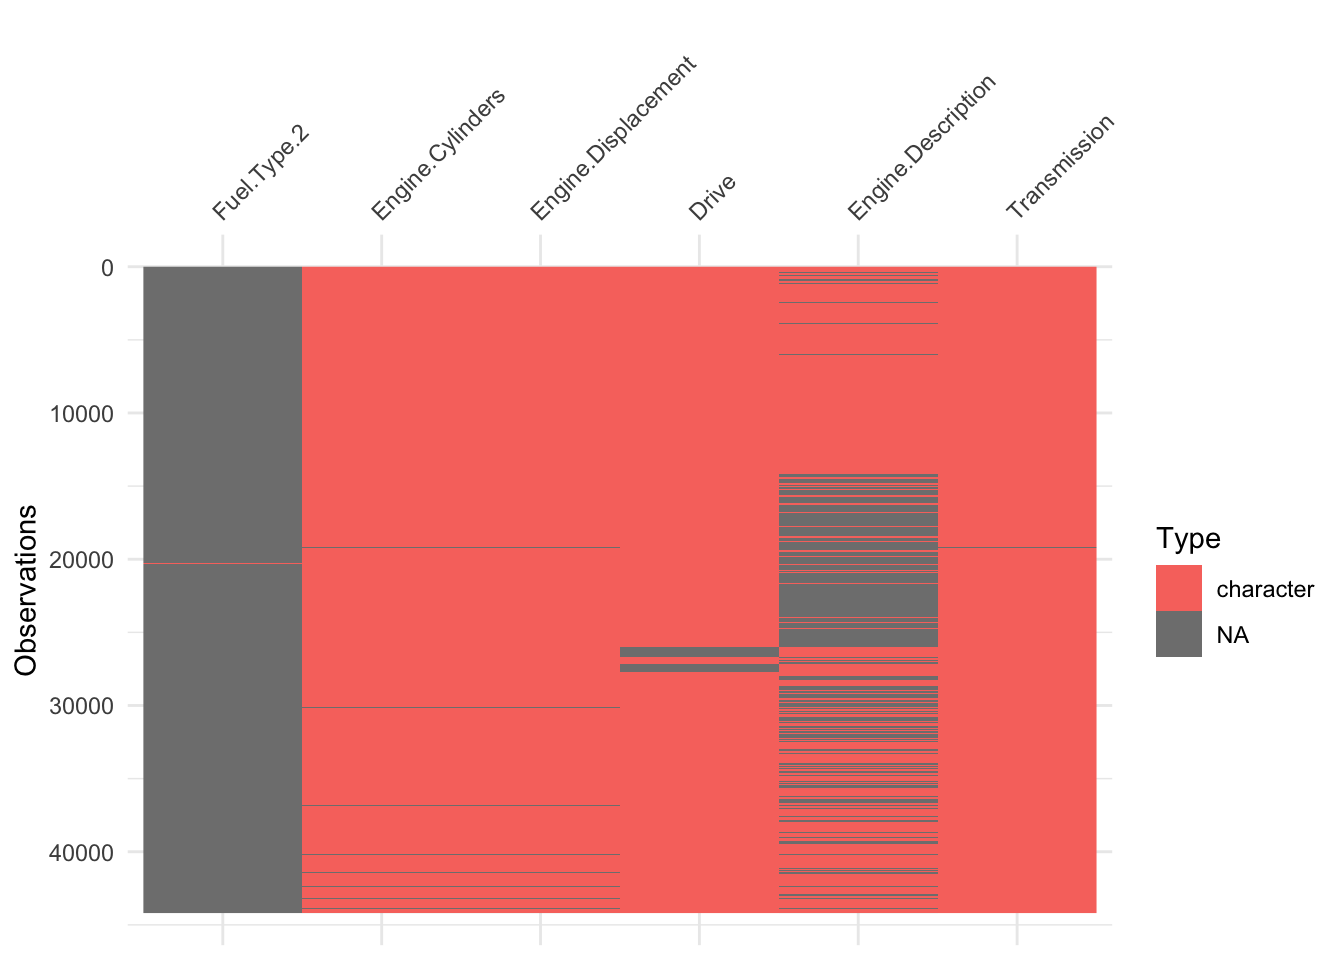 Fuel.Type.2
Engine.Cylinders
Engine.Displacement
Drive
Engine.Description
Transmission
0
10000
20000
30000
40000
Observations
Type
character
NA